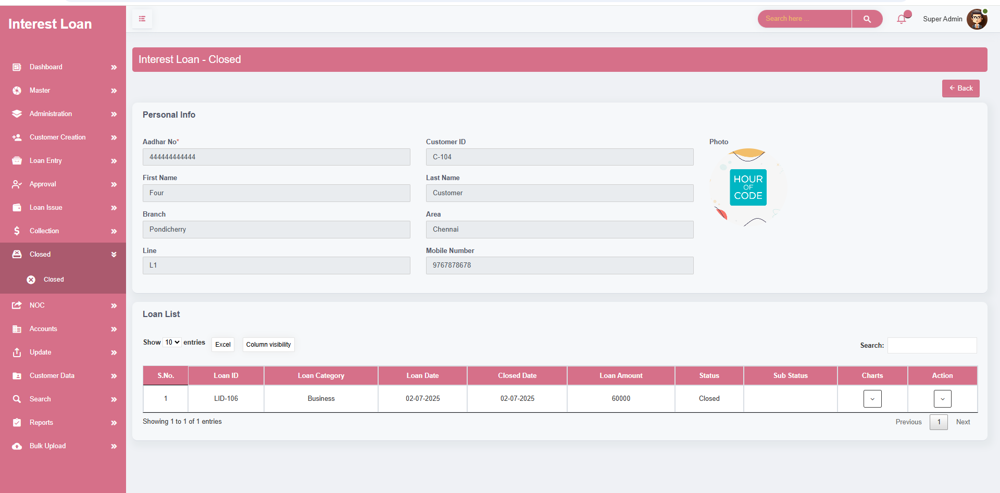 Interest Loan
Search here ...
Super Admin
Dashboard
Master
Administration
Customer Creation
Loan Entry
Approval
Loan Issue
Collection
Closed
Closed
NOC
Accounts
Update
Customer Data
Search
Reports
Bulk Upload
Interest Loan - Closed
Back
Personal Info
Aadhar No*
444444444444
Customer ID
C-104
Photo
HOUR
OF
CODE
First Name
Four
Last Name
Customer
Branch
Pondicherry
Area
Chennai
Line
L1
Mobile Number
9767878678
Loan List
Show 10 entries Excel Column visibility Search:
S.No. Loan ID Loan Category Loan Date Closed Date Loan Amount Status Sub Status Charts Action
1 LID-106 Business 02-07-2025 02-07-2025 60000 Closed
Showing 1 to 1 of 1 entries
Previous 1 Next